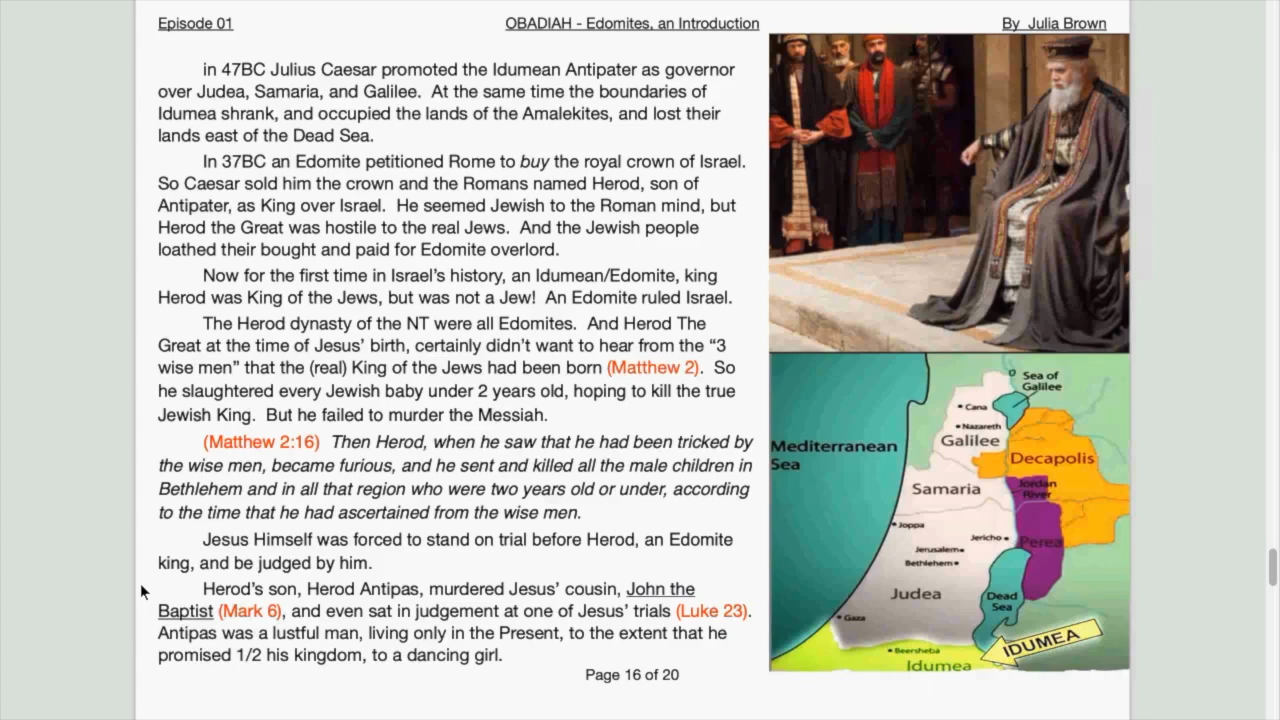 Episode 01
OBADIAH - Edomites, an Introduction
By Julia Brown
in 47BC Julius Caesar promoted the Idumean Antipater as governor
over Judea, Samaria, and Galilee. At the same time the boundaries of
Idumea shrank, and occupied the lands of the Amalekites, and lost their
lands east of the Dead Sea.
In 37BC an Edomite petitioned Rome to buy the royal crown of Israel.
So Caesar sold him the crown and the Romans named Herod, son of
Antipater, as King over Israel. He seemed Jewish to the Roman mind, but
Herod the Great was hostile to the real Jews. And the Jewish people
loathed their bought and paid for Edomite overlord.
Now for the first time in Israel’s history, an Idumean/Edomite, king
Herod was King of the Jews, but was not a Jew! An Edomite ruled Israel.
The Herod dynasty of the NT were all Edomites. And Herod The
Great at the time of Jesus’ birth, certainly didn’t want to hear from the “3
wise men” that the (real) King of the Jews had been born (Matthew 2). So
he slaughtered every Jewish baby under 2 years old, hoping to kill the true
Jewish King. But he failed to murder the Messiah.
(Matthew 2:16) Then Herod, when he saw that he had been tricked by
the wise men, became furious, and he sent and killed all the male children in
Bethlehem and in all that region who were two years old or under, according
to the time that he had ascertained from the wise men.
Jesus Himself was forced to stand on trial before Herod, an Edomite
king, and be judged by him.
Herod’s son, Herod Antipas, murdered Jesus’ cousin, John the
Baptist (Mark 6), and even sat in judgement at one of Jesus’ trials (Luke 23).
Antipas was a lustful man, living only in the Present, to the extent that he
promised 1/2 his kingdom, to a dancing girl.
Page 16 of 20
Sea of
Galilee
Cana
Nazareth
Galilee
Mediterranean
Sea
Decapolis
Jordan
River
Samaria
Joppa
Jericho
Perea
Jerusalem
Bethlehem
Judea
Dead
Sea
Gaza
IDUMEA
Beersheba
Idumea